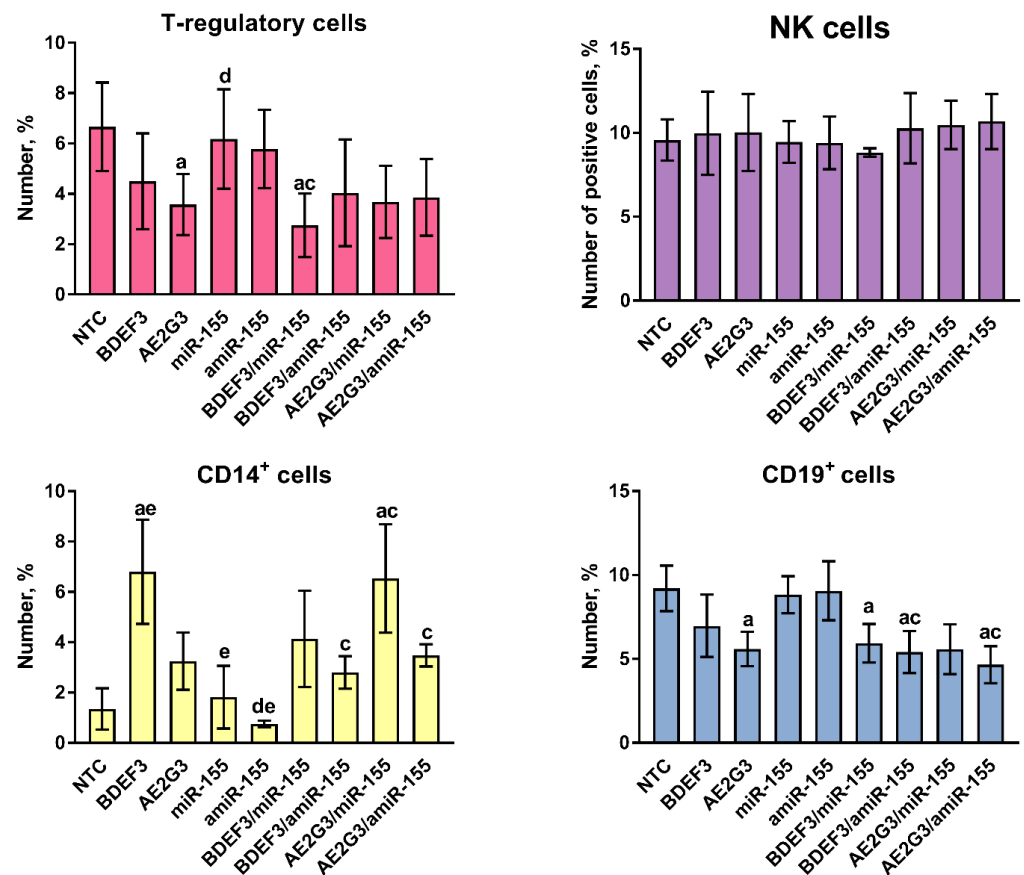 T-regulatory cells
Number, %
10
8
6
4
2
0
a
d
ac
NTC
BDEF3
AE2G3
miR-155
amiR-155
BDEF3/miR-155
BDEF3/amiR-155
AE2G3/miR-155
AE2G3/amiR-155
NK cells
Number of positive cells, %
15
10
5
0
NTC
BDEF3
AE2G3
miR-155
amiR-155
BDEF3/miR-155
BDEF3/amiR-155
AE2G3/miR-155
AE2G3/amiR-155
CD14⁺ cells
Number, %
10
8
6
4
2
0
ae
e
de
c
ac
c
NTC
BDEF3
AE2G3
miR-155
amiR-155
BDEF3/miR-155
BDEF3/amiR-155
AE2G3/miR-155
AE2G3/amiR-155
CD19⁺ cells
Number, %
15
10
5
0
a
a
ac
ac
NTC
BDEF3
AE2G3
miR-155
amiR-155
BDEF3/miR-155
BDEF3/amiR-155
AE2G3/miR-155
AE2G3/amiR-155